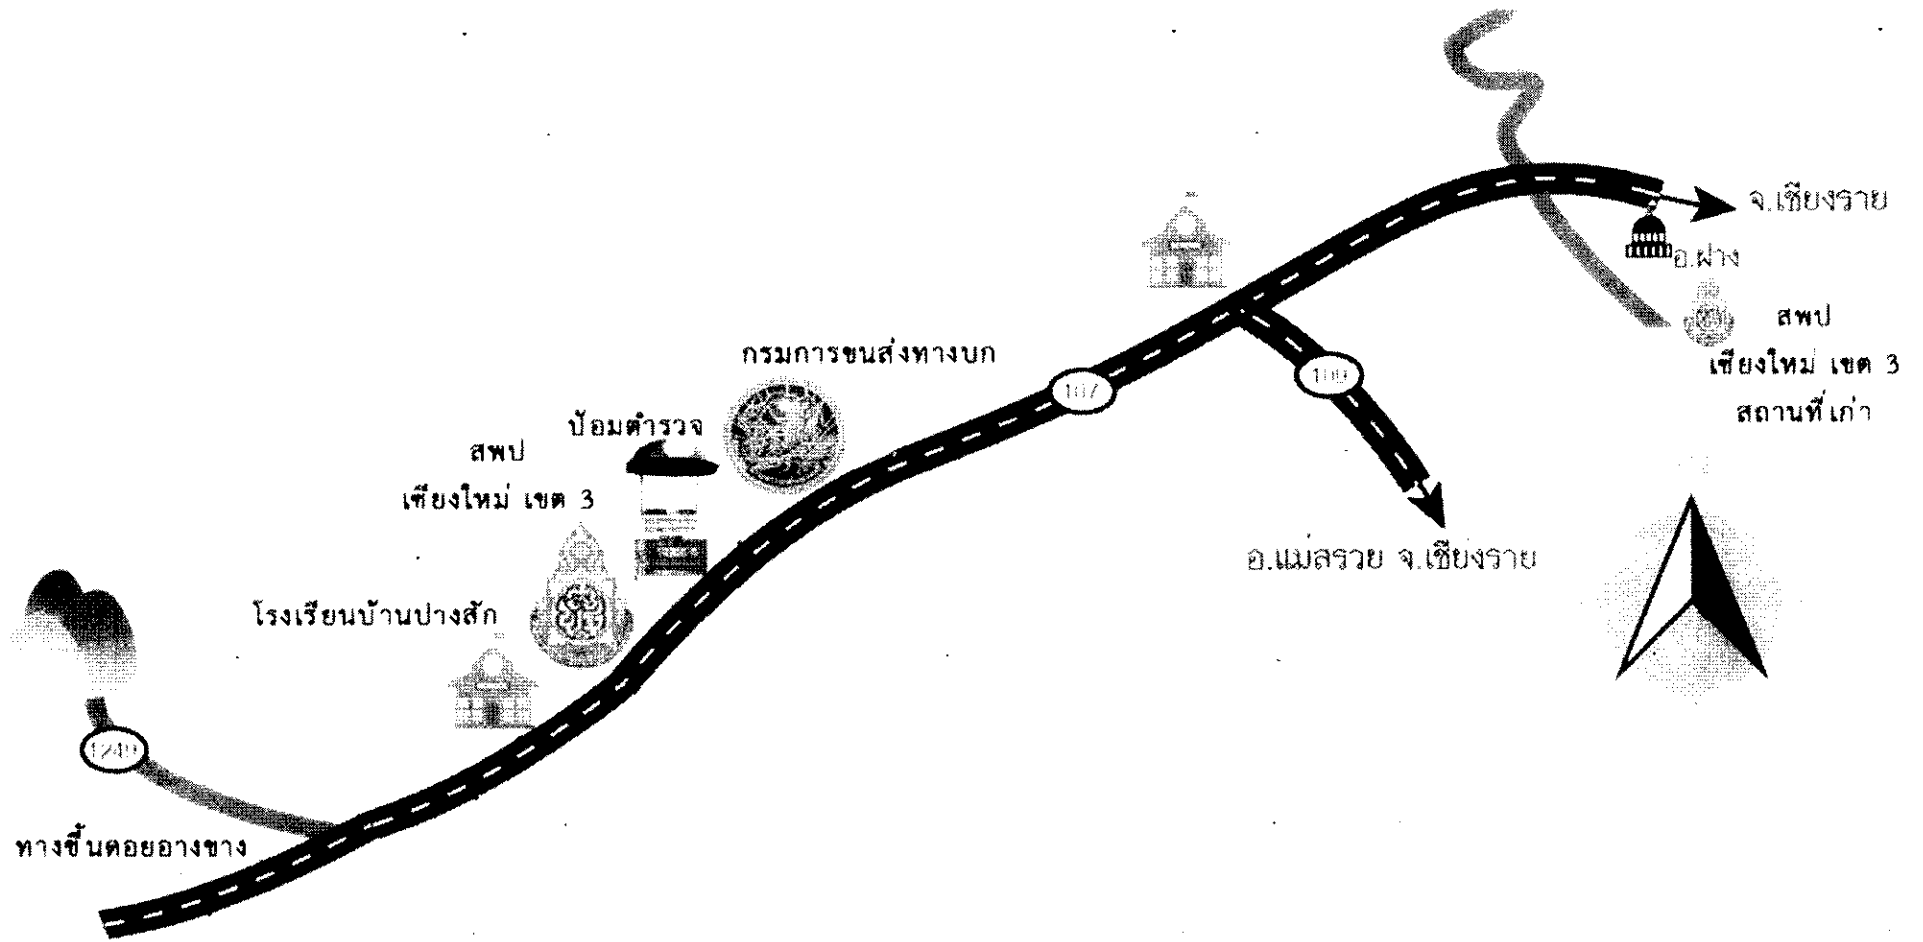 จ.เชียงราย
อ.ฝาง
สพป
เชียงใหม่ เขต 3
สถานที่เก่า
กรมการขนส่งทางบก
107
109
ป้อมตำรวจ
สพป
เชียงใหม่ เขต 3
อ.แม่สรวย จ.เชียงราย
โรงเรียนบ้านปางสัก
1249
ทางขึ้นดอยอางขาง